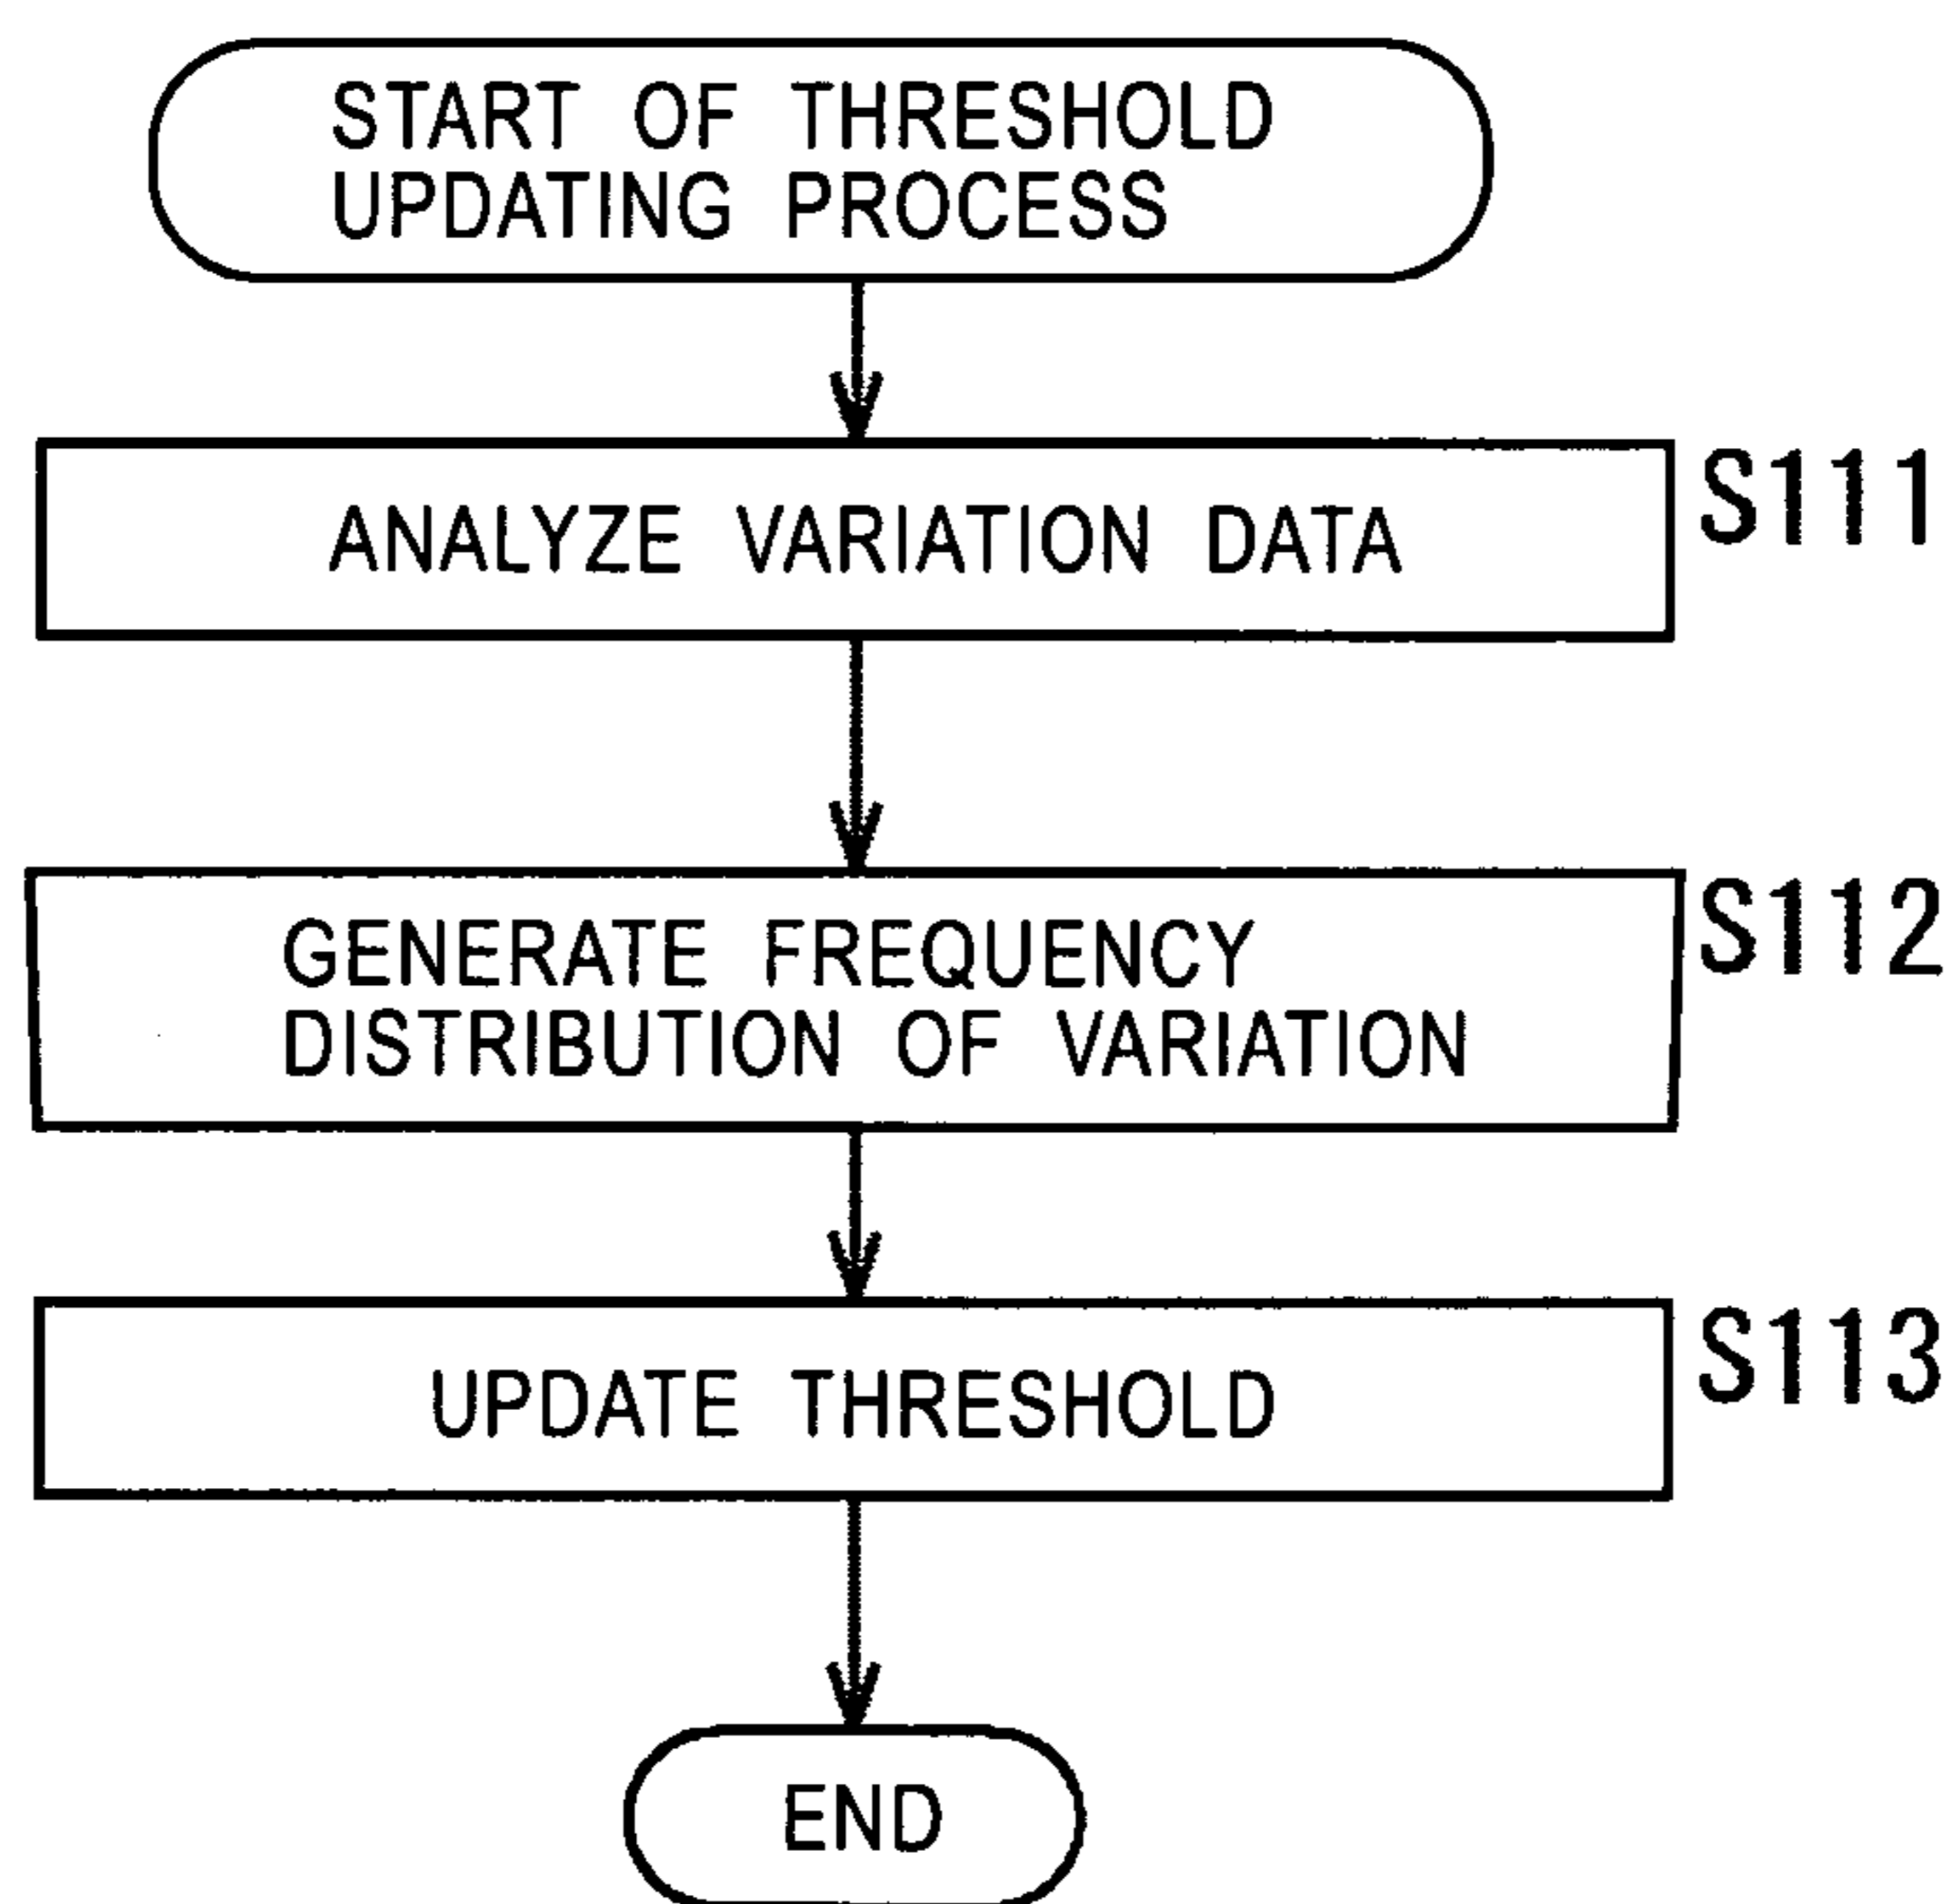 START OF THRESHOLD
UPDATING PROCESS
ANALYZE VARIATION DATA
S111
GENERATE FREQUENCY
DISTRIBUTION OF VARIATION
S112
UPDATE THRESHOLD
S113
END